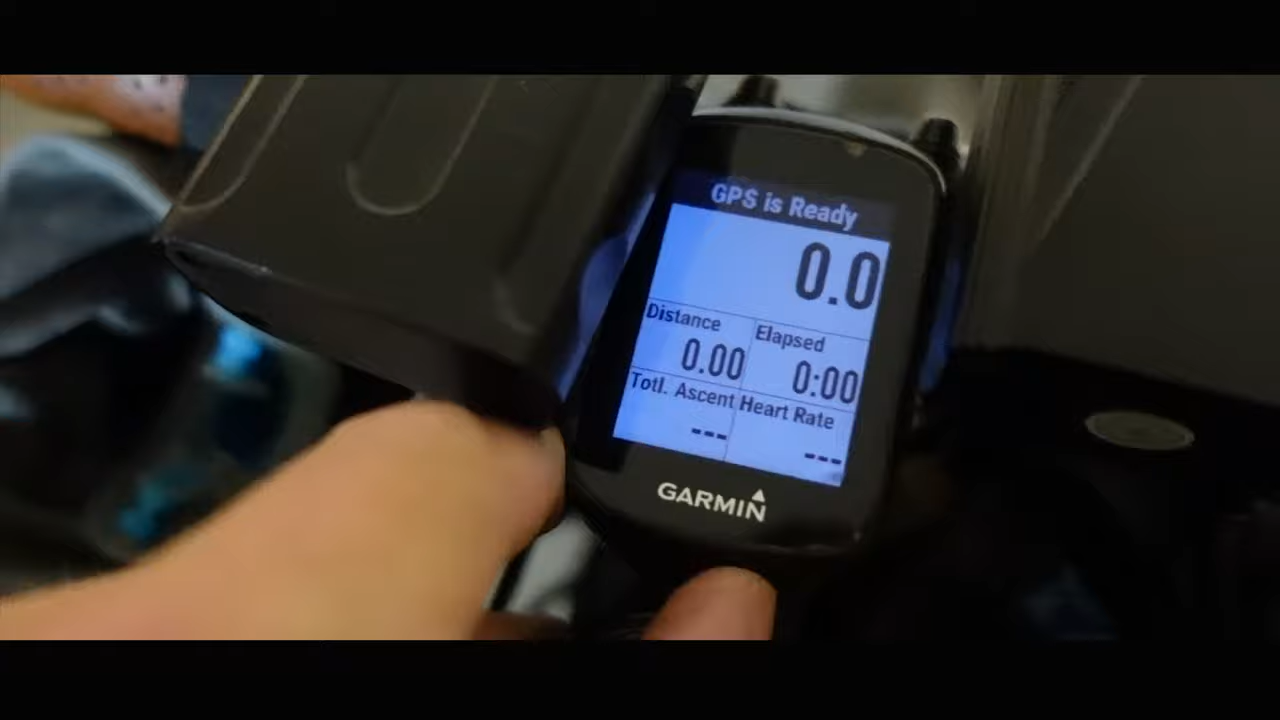 GPS is Ready
0.0
Distance
Elapsed
0.00
0:00
Totl. Ascent
Heart Rate
---
---
GARMIN